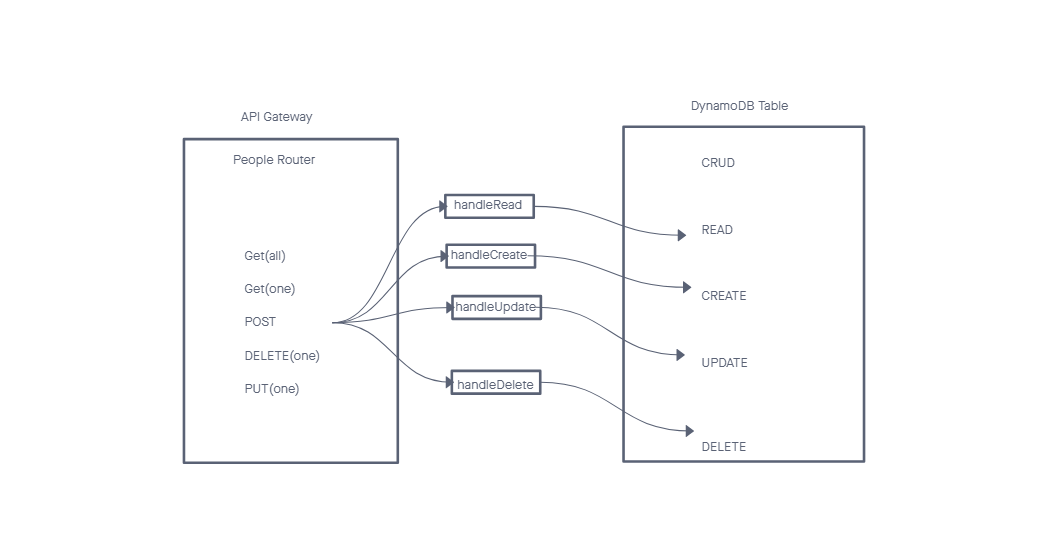 API Gateway
People Router
Get(all)
Get(one)
POST
DELETE(one)
PUT(one)
handleRead
handleCreate
handleUpdate
handleDelete
DynamoDB Table
CRUD
READ
CREATE
UPDATE
DELETE